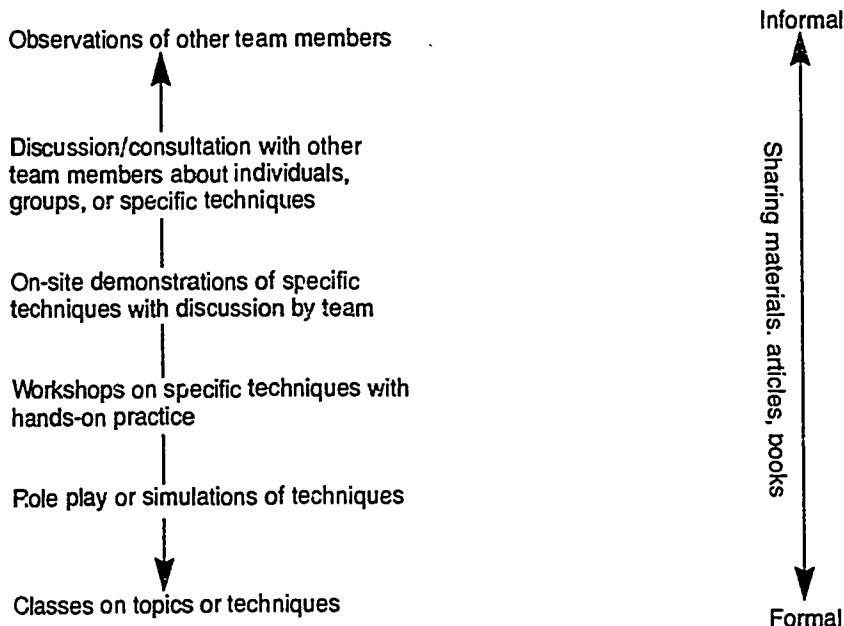 Informal
Observations of other team members
Discussion/consultation with other
team members about individuals,
groups, or specific techniques
On-site demonstrations of specific
techniques with discussion by team
Workshops on specific techniques with
hands-on practice
Role play or simulations of techniques
Classes on topics or techniques
Sharing materials. articles, books
Formal